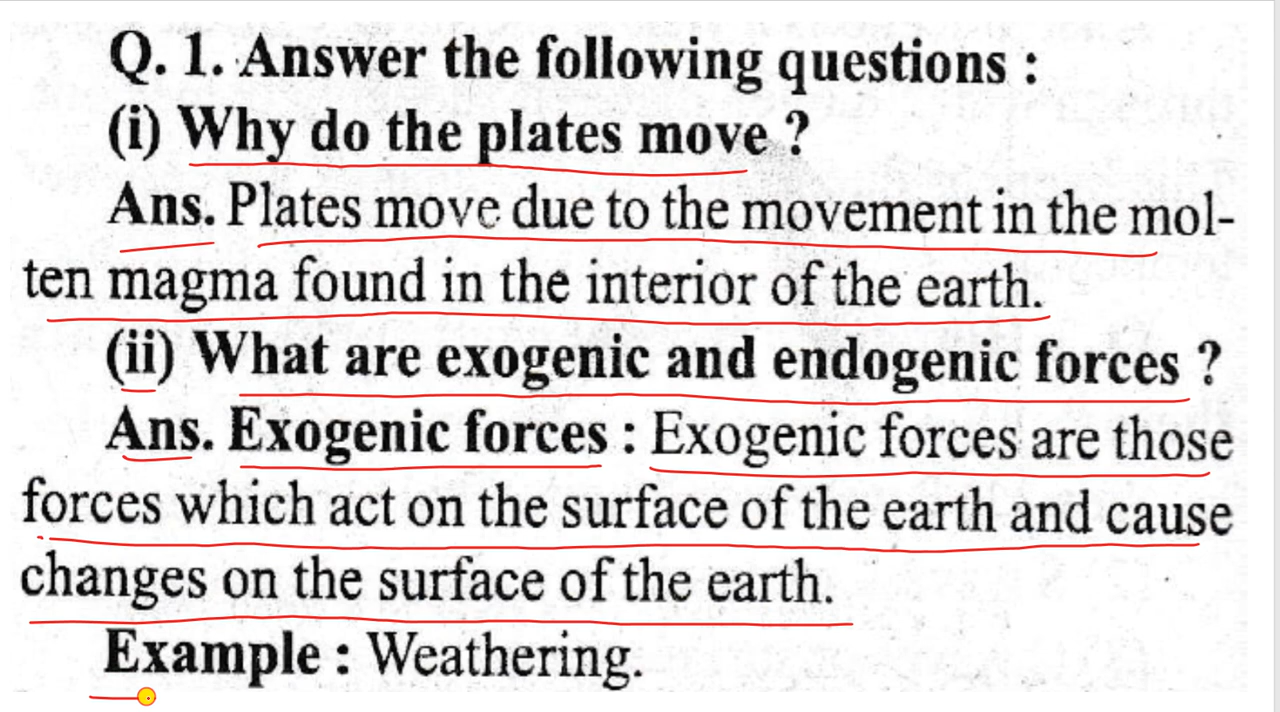 Q. 1. Answer the following questions :
(i) Why do the plates move ?
Ans. Plates move due to the movement in the mol-
ten magma found in the interior of the earth.
(ii) What are exogenic and endogenic forces ?
Ans. Exogenic forces : Exogenic forces are those
forces which act on the surface of the earth and cause
changes on the surface of the earth.
Example : Weathering.